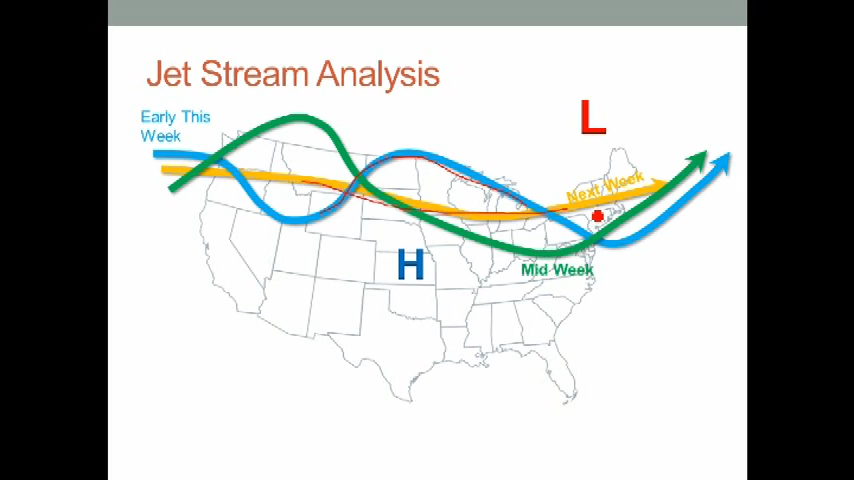 Jet Stream Analysis
Early This
Week
L
Next Week
H
Mid Week